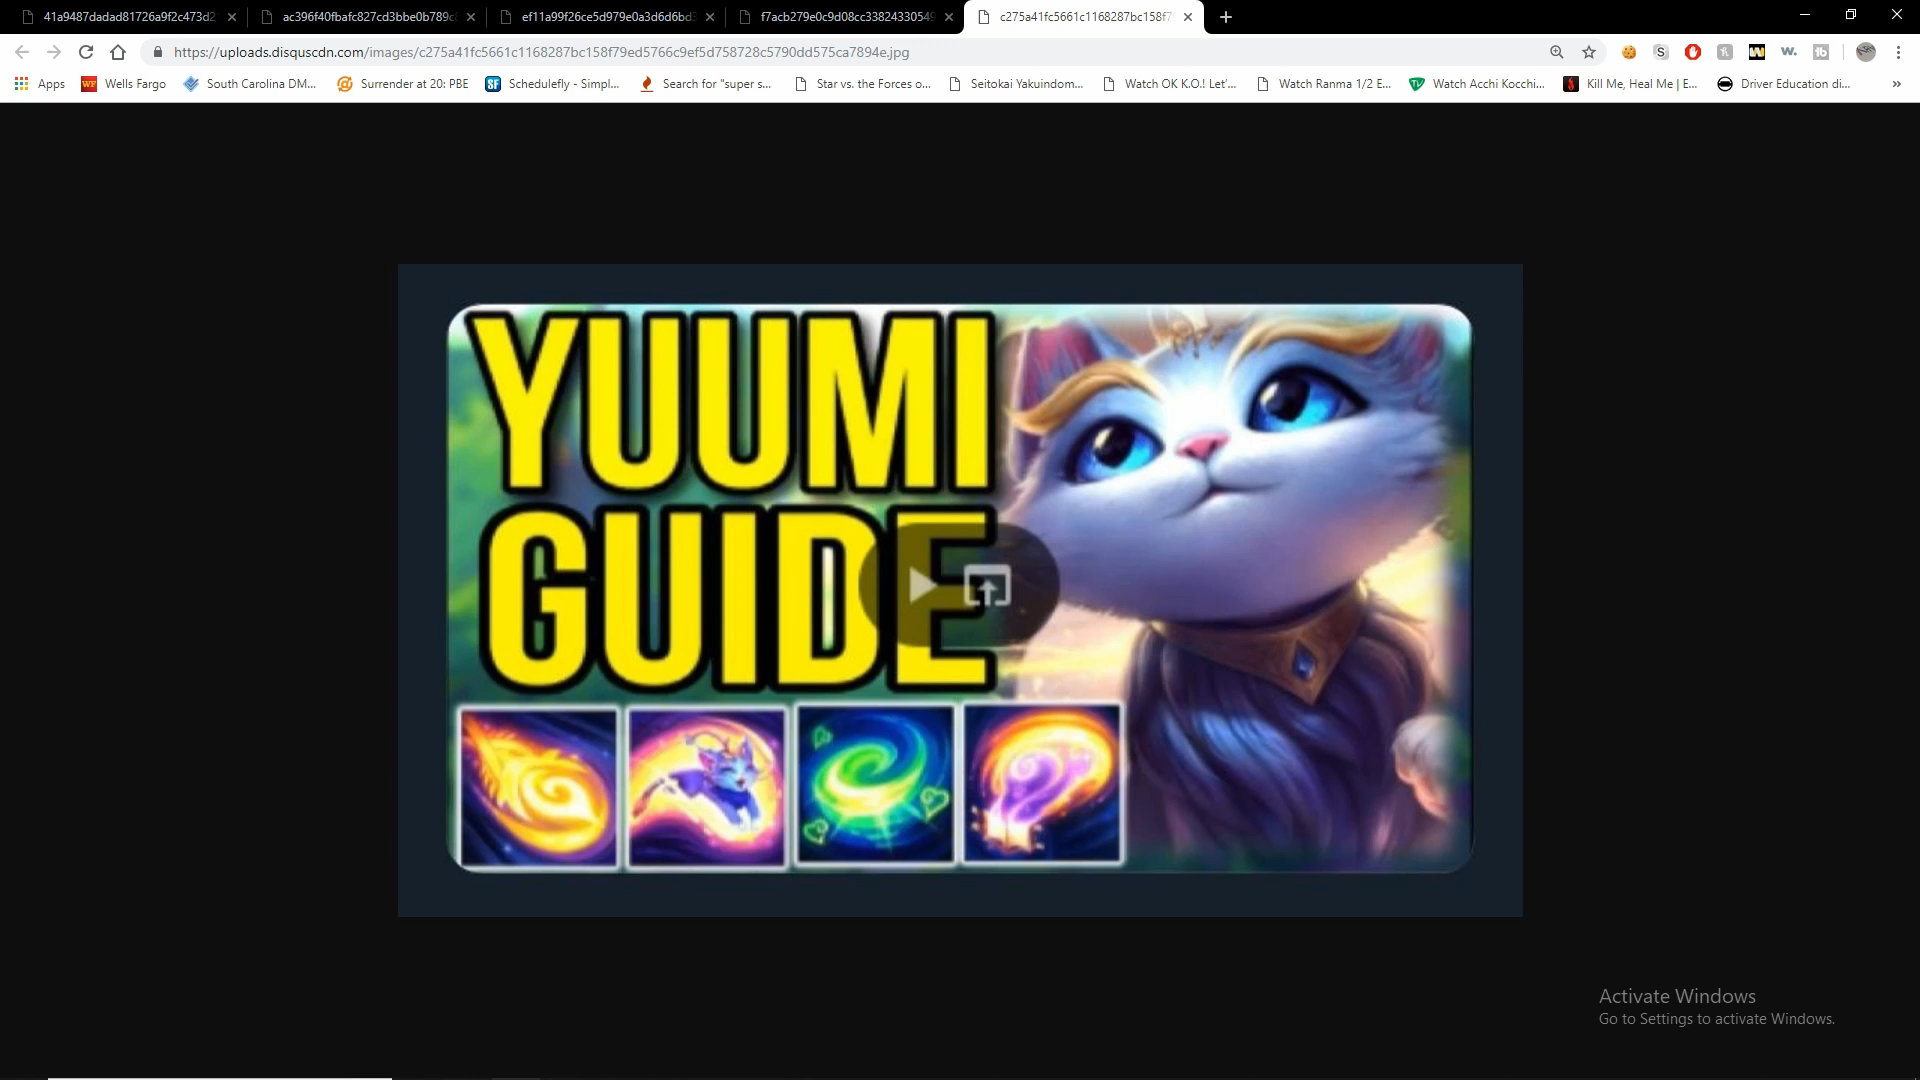 41a9487dadad81726a9f2c473d2
ac396f40fbafc827cd3bbe0b789c
ef11a99f26ce5d979e0a3d6d6bd
f7acb279e0c9d08cc3382433054
c275a41fc5661c1168287bc158f7
https://uploads.disquscdn.com/images/c275a41fc5661c1168287bc158f79ed5766c9ef5d758728c5790dd575ca7894e.jpg
Apps
Wells Fargo
South Carolina DM...
Surrender at 20: PBE
SF
Schedulefly - Simpl...
Search for "super s...
Star vs. the Forces o...
Seitokai Yakuindom...
Watch OK K.O.! Let'...
Watch Ranma 1/2 E...
Watch Acchi Kocchi...
Kill Me, Heal Me | E...
Driver Education di...
YUUMI
GUIDE
Activate Windows
Go to Settings to activate Windows.